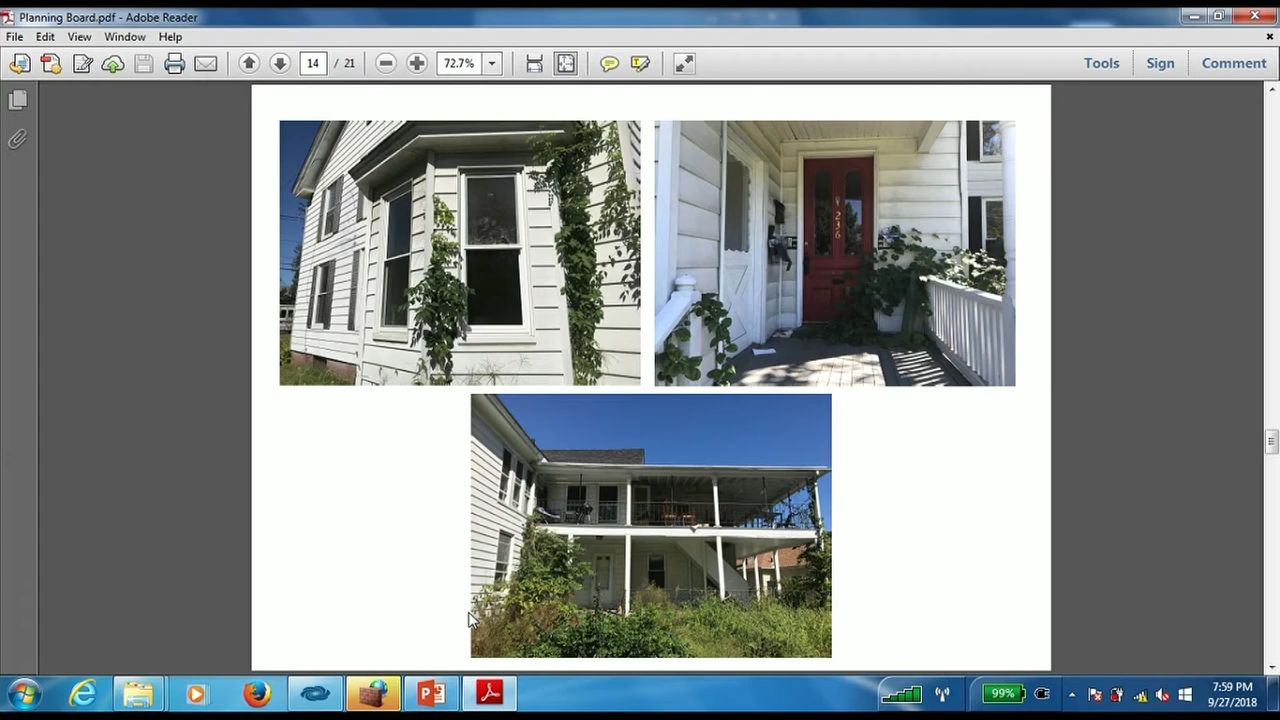 Planning Board.pdf - Adobe Reader
File Edit View Window Help
14 / 21 72.7% Tools Sign Comment
236
99% 7:59 PM
9/27/2018